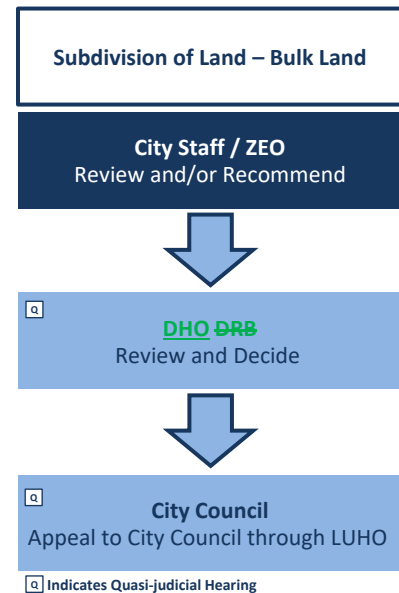 Subdivision of Land – Bulk Land
City Staff / ZEO
Review and/or Recommend
Q
DHO DRB
Review and Decide
Q
City Council
Appeal to City Council through LUHO
Q Indicates Quasi-judicial Hearing